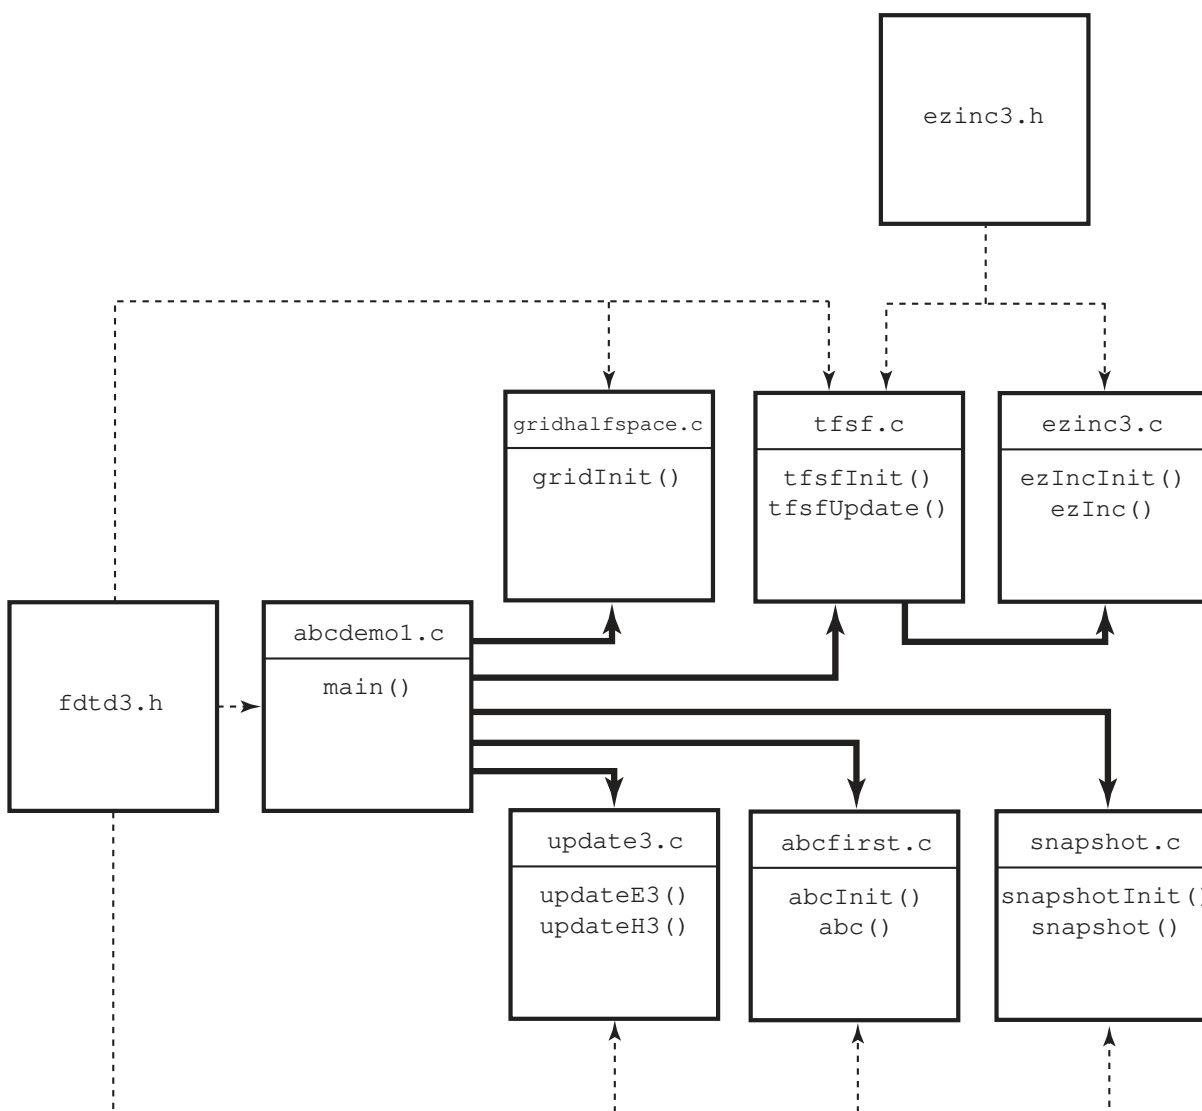 ezinc3.h
gridhalfspace.c
gridInit()
tfsf.c
tfsfInit()
tfsfUpdate()
ezinc3.c
ezIncInit()
ezInc()
fdtd3.h
abcdemo1.c
main()
update3.c
updateE3()
updateH3()
abcfirst.c
abcInit()
abc()
snapshot.c
snapshotInit()
snapshot()